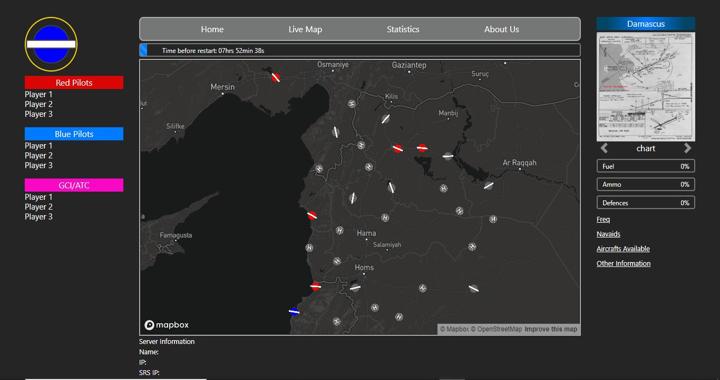 Home
Live Map
Statistics
About Us
Time before restart: 07hrs 52min 38s
Red Pilots
Player 1
Player 2
Player 3
Blue Pilots
Player 1
Player 2
Player 3
GCI/ATC
Player 1
Player 2
Player 3
Osmaniye
Gaziantep
Mersin
Suruç
Kilis
Silifke
Manbij
Ar Raqqah
Famagusta
Hama
Salamiyah
Homs
mapbox
© Mapbox © OpenStreetMap Improve this map
Server Information
Name:
IP:
SRS IP:
Damascus
chart
Fuel 0%
Ammo 0%
Defences 0%
Freq
Navaids
Aircrafts Available
Other Information